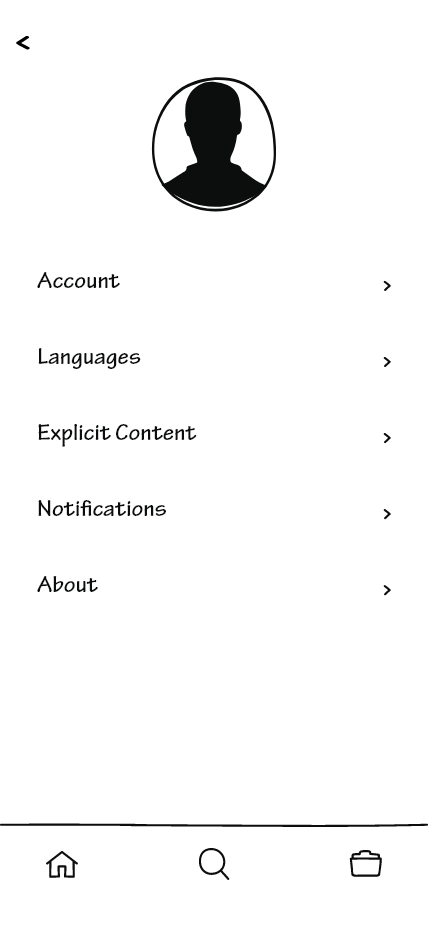 Account
Languages
Explicit Content
Notifications
About